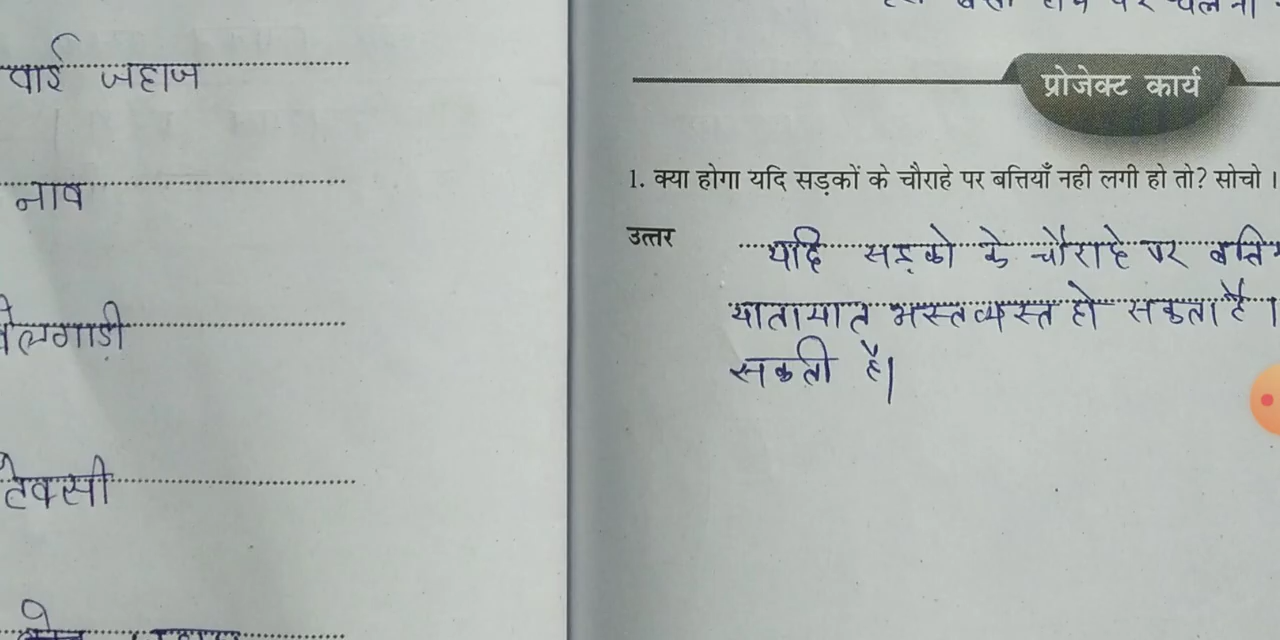 वाई जहाज
नाव
बैलगाड़ी
टेक्सी
प्रोजेक्ट कार्य
1. क्या होगा यदि सड़कों के चौराहे पर बत्तियाँ नही लगी हो तो? सोचो ।
उत्तर यदि सड़को के चौराहे पर
यातायात अस्तव्यस्त हो सकता है ।
सकती है।